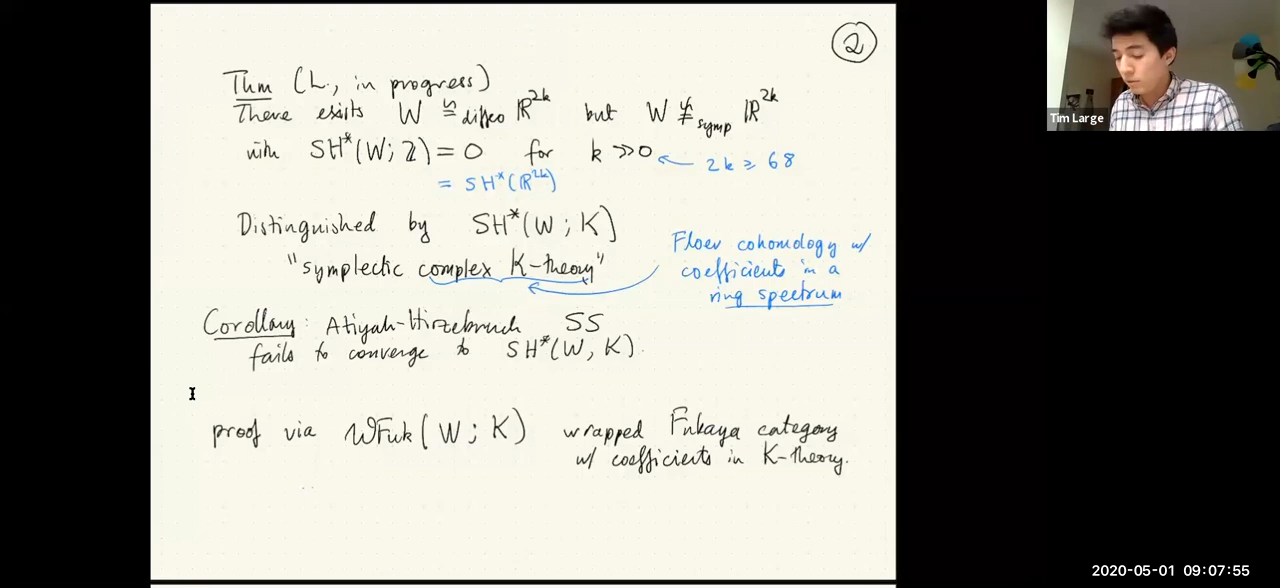 ②
Thm (L., in progress)
There exists W ≅diffeo ℝ^2k but W ≇symp ℝ^2k
with SH*(W; ℤ) = 0 for k ≫ 0 ← 2k ≥ 68
= SH*(ℝ^2k)
Distinguished by SH*(W; K)
"symplectic complex K-theory"
Floer cohomology w/
coefficients in a
ring spectrum
Corollary: Atiyah-Hirzebruch SS
fails to converge to SH*(W, K).
proof via WFuk(W; K) wrapped Fukaya category
w/ coefficients in K-theory.
Tim Large
2020-05-01 09:07:55